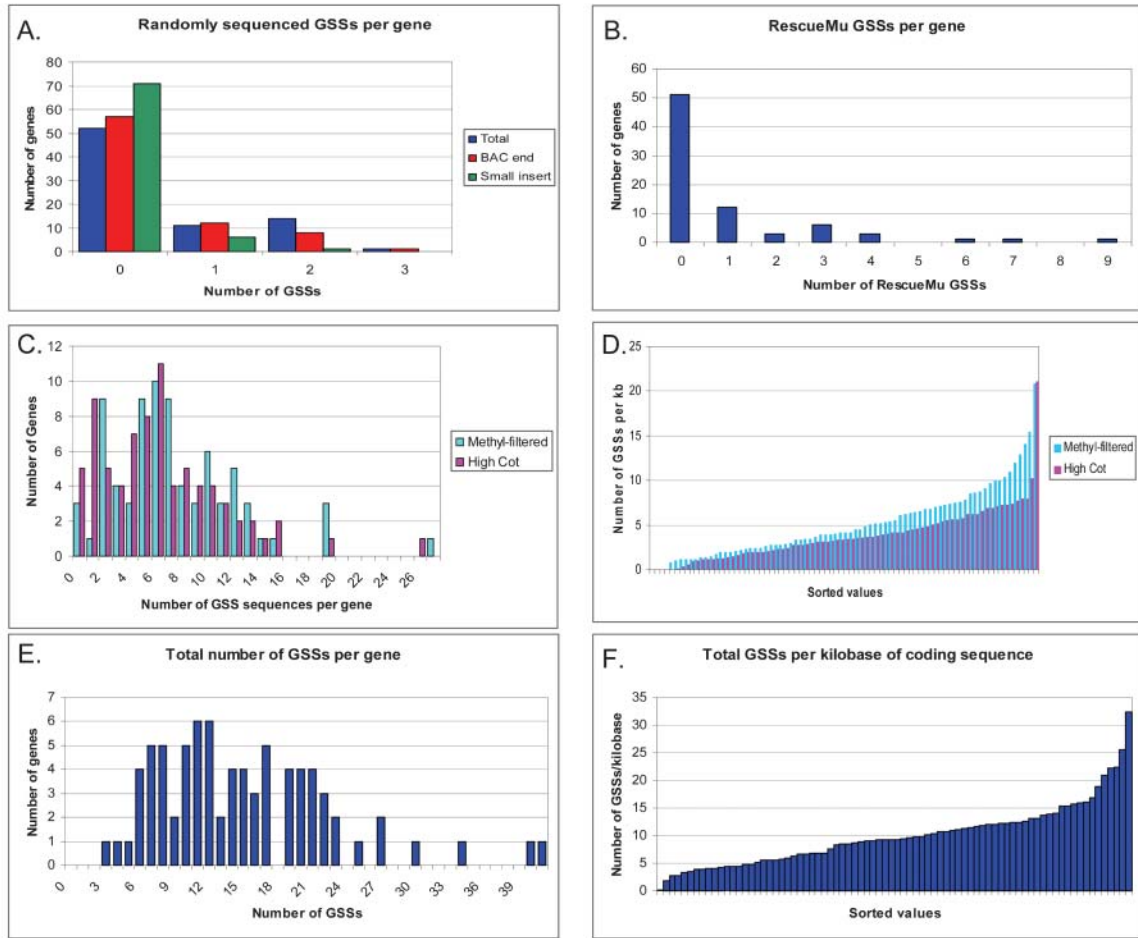 A.
Randomly sequenced GSSs per gene
Number of genes
80
70
60
50
40
30
20
10
0
0 1 2 3
Number of GSSs
Total
BAC end
Small insert
B.
RescueMu GSSs per gene
Number of genes
60
50
40
30
20
10
0
0 1 2 3 4 5 6 7 8 9
Number of RescueMu GSSs
C.
Number of Genes
12
10
8
6
4
2
0
0 2 4 6 8 10 12 14 16 18 20 22 24 26
Number of GSS sequences per gene
Methyl-filtered
High Cot
D.
Number of GSSs per kb
25
20
15
10
5
0
Sorted values
Methyl-filtered
High Cot
E.
Total number of GSSs per gene
Number of genes
7
6
5
4
3
2
1
0
0 3 6 9 12 15 18 21 24 27 30 33 36 39
Number of GSSs
F.
Total GSSs per kilobase of coding sequence
Number of GSSs/kilobase
35
30
25
20
15
10
5
0
Sorted values